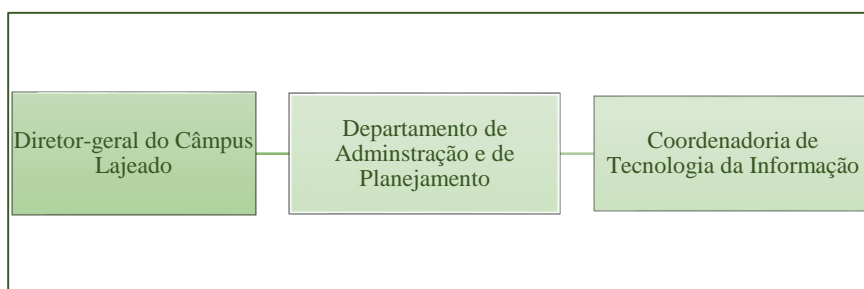 Diretor-geral do Câmpus
Lajeado
Departamento de
Adminstração e de
Planejamento
Coordenadoria de
Tecnologia da Informação